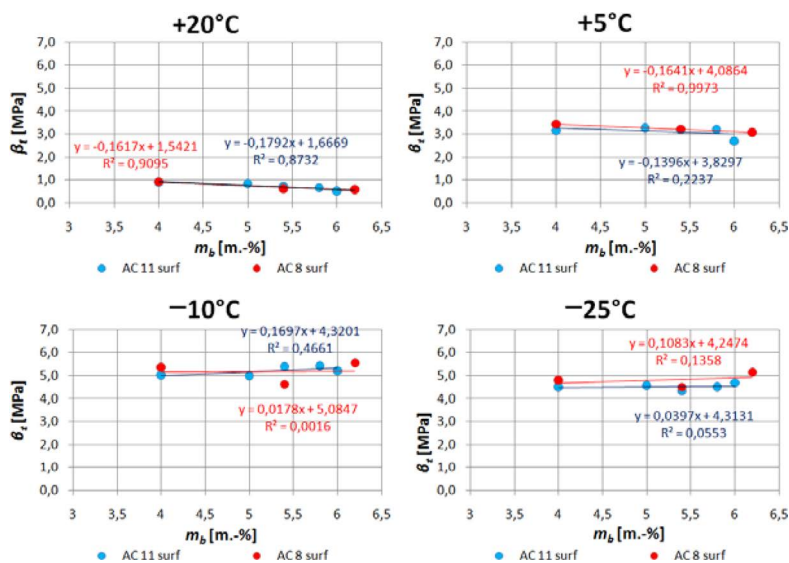 +20°C
7,0
6,0
5,0
4,0
3,0
2,0
1,0
0,0
βt [MPa]
y = -0,1617x + 1,5421
R² = 0,9095
y = -0,1792x + 1,6669
R² = 0,8732
3 3,5 4 4,5 5 5,5 6 6,5
mb [m.-%]
AC 11 surf AC 8 surf
+5°C
7,0
6,0
5,0
4,0
3,0
2,0
1,0
0,0
βt [MPa]
y = -0,1641x + 4,0864
R² = 0,9973
y = -0,1396x + 3,8297
R² = 0,2237
3 3,5 4 4,5 5 5,5 6 6,5
mb [m.-%]
AC 11 surf AC 8 surf
−10°C
7,0
6,0
5,0
4,0
3,0
2,0
1,0
0,0
βt [MPa]
y = 0,1697x + 4,3201
R² = 0,4661
y = 0,0178x + 5,0847
R² = 0,0016
3 3,5 4 4,5 5 5,5 6 6,5
mb [m.-%]
AC 11 surf AC 8 surf
−25°C
7,0
6,0
5,0
4,0
3,0
2,0
1,0
0,0
βt [MPa]
y = 0,1083x + 4,2474
R² = 0,1358
y = 0,0397x + 4,3131
R² = 0,0553
3 3,5 4 4,5 5 5,5 6 6,5
mb [m.-%]
AC 11 surf AC 8 surf